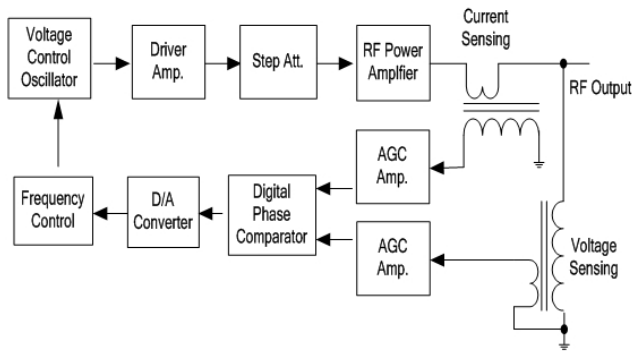 Voltage
Control
Oscillator
Driver
Amp.
Step Att.
RF Power
Amplfier
Current
Sensing
RF Output
AGC
Amp.
Frequency
Control
D/A
Converter
Digital
Phase
Comparator
AGC
Amp.
Voltage
Sensing